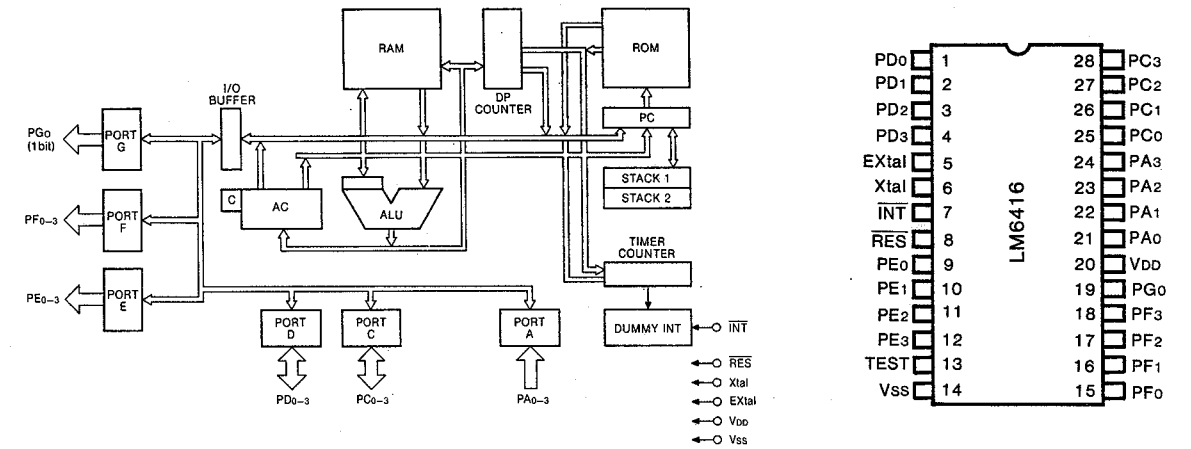 RAM
DP
COUNTER
ROM
PC
STACK 1
STACK 2
I/O
BUFFER
PG0
(1bit)
PORT
G
PF0–3
PORT
F
PE0–3
PORT
E
C
AC
ALU
TIMER
COUNTER
DUMMY INT
INT
PORT
D
PORT
C
PORT
A
PD0–3
PC0–3
PA0–3
RES
Xtal
EXtal
VDD
VSS
LM6416
PD0 1
PD1 2
PD2 3
PD3 4
EXtal 5
Xtal 6
INT 7
RES 8
PE0 9
PE1 10
PE2 11
PE3 12
TEST 13
VSS 14
28 PC3
27 PC2
26 PC1
25 PC0
24 PA3
23 PA2
22 PA1
21 PA0
20 VDD
19 PG0
18 PF3
17 PF2
16 PF1
15 PF0